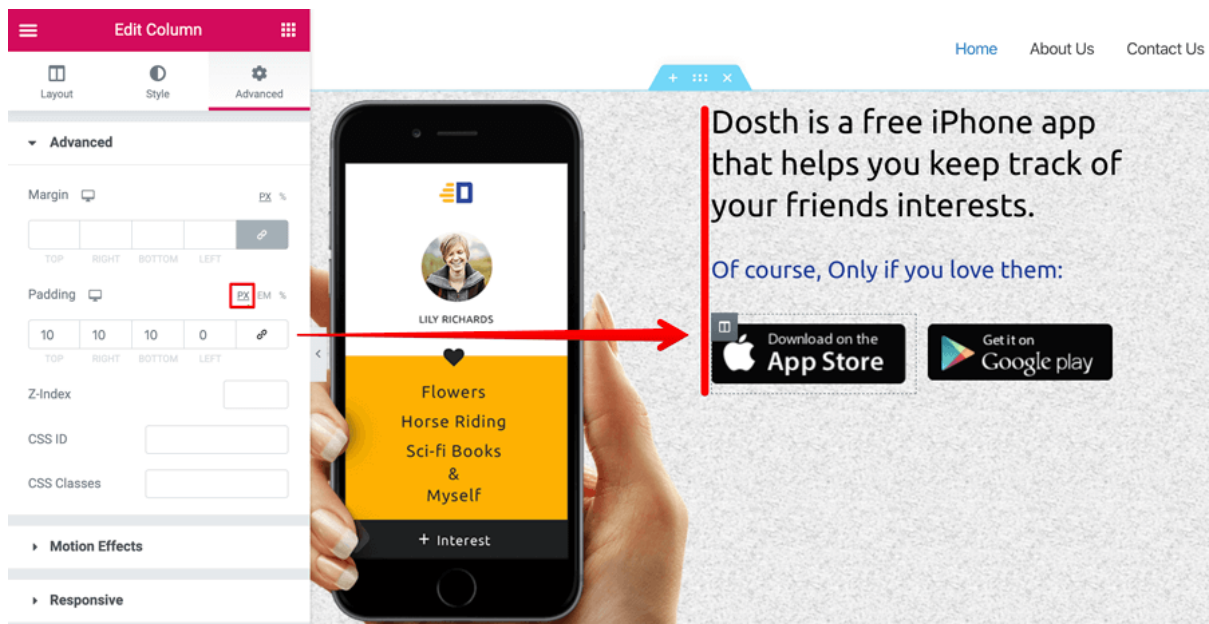 Edit Column
Layout
Style
Advanced
Advanced
Margin
PX %
TOP RIGHT BOTTOM LEFT
Padding
PX EM %
10 10 10 0
TOP RIGHT BOTTOM LEFT
Z-Index
CSS ID
CSS Classes
Motion Effects
Responsive
Home About Us Contact Us
D
LILY RICHARDS
Flowers
Horse Riding
Sci-fi Books
&
Myself
+ Interest
Dosth is a free iPhone app
that helps you keep track of
your friends interests.
Of course, Only if you love them:
Download on the
App Store
Get it on
Google play